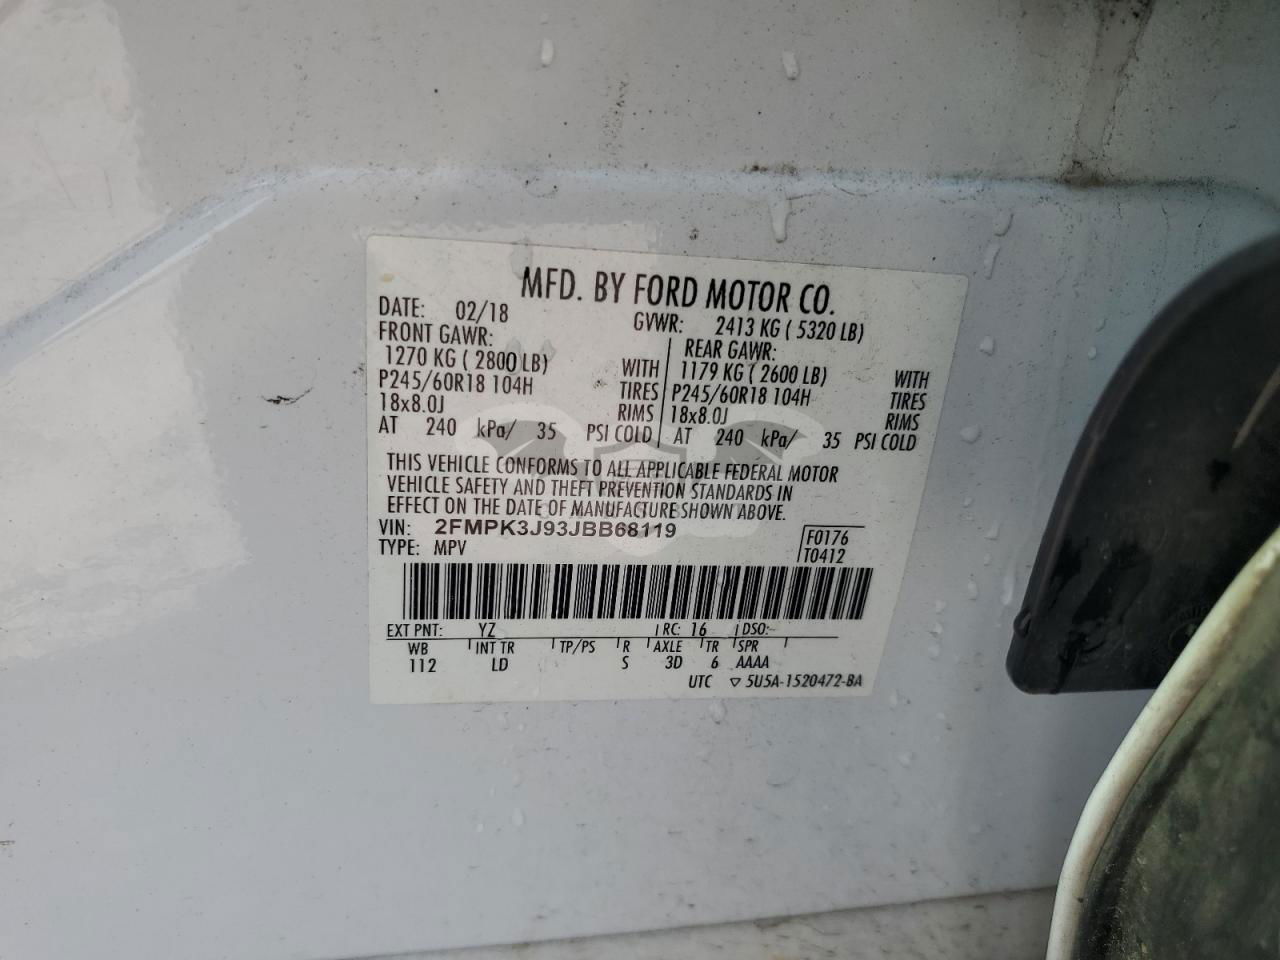 MFD. BY FORD MOTOR CO.
DATE: 02/18 GVWR: 2413 KG ( 5320 LB)
FRONT GAWR: REAR GAWR:
1270 KG ( 2800 LB) WITH 1179 KG ( 2600 LB) WITH
P245/60R18 104H TIRES P245/60R18 104H TIRES
18x8.0J RIMS 18x8.0J RIMS
AT 240 kPa/ 35 PSI COLD AT 240 kPa/ 35 PSI COLD
THIS VEHICLE CONFORMS TO ALL APPLICABLE FEDERAL MOTOR
VEHICLE SAFETY AND THEFT PREVENTION STANDARDS IN
EFFECT ON THE DATE OF MANUFACTURE SHOWN ABOVE.
VIN: 2FMPK3J93JBB68119 F0176
TYPE: MPV T0412
EXT PNT: YZ RC: 16 DSO:
WB INT TR TP/PS R AXLE TR SPR
112 LD S 3D 6 AAAA
UTC ▽ 5U5A-1520472-BA